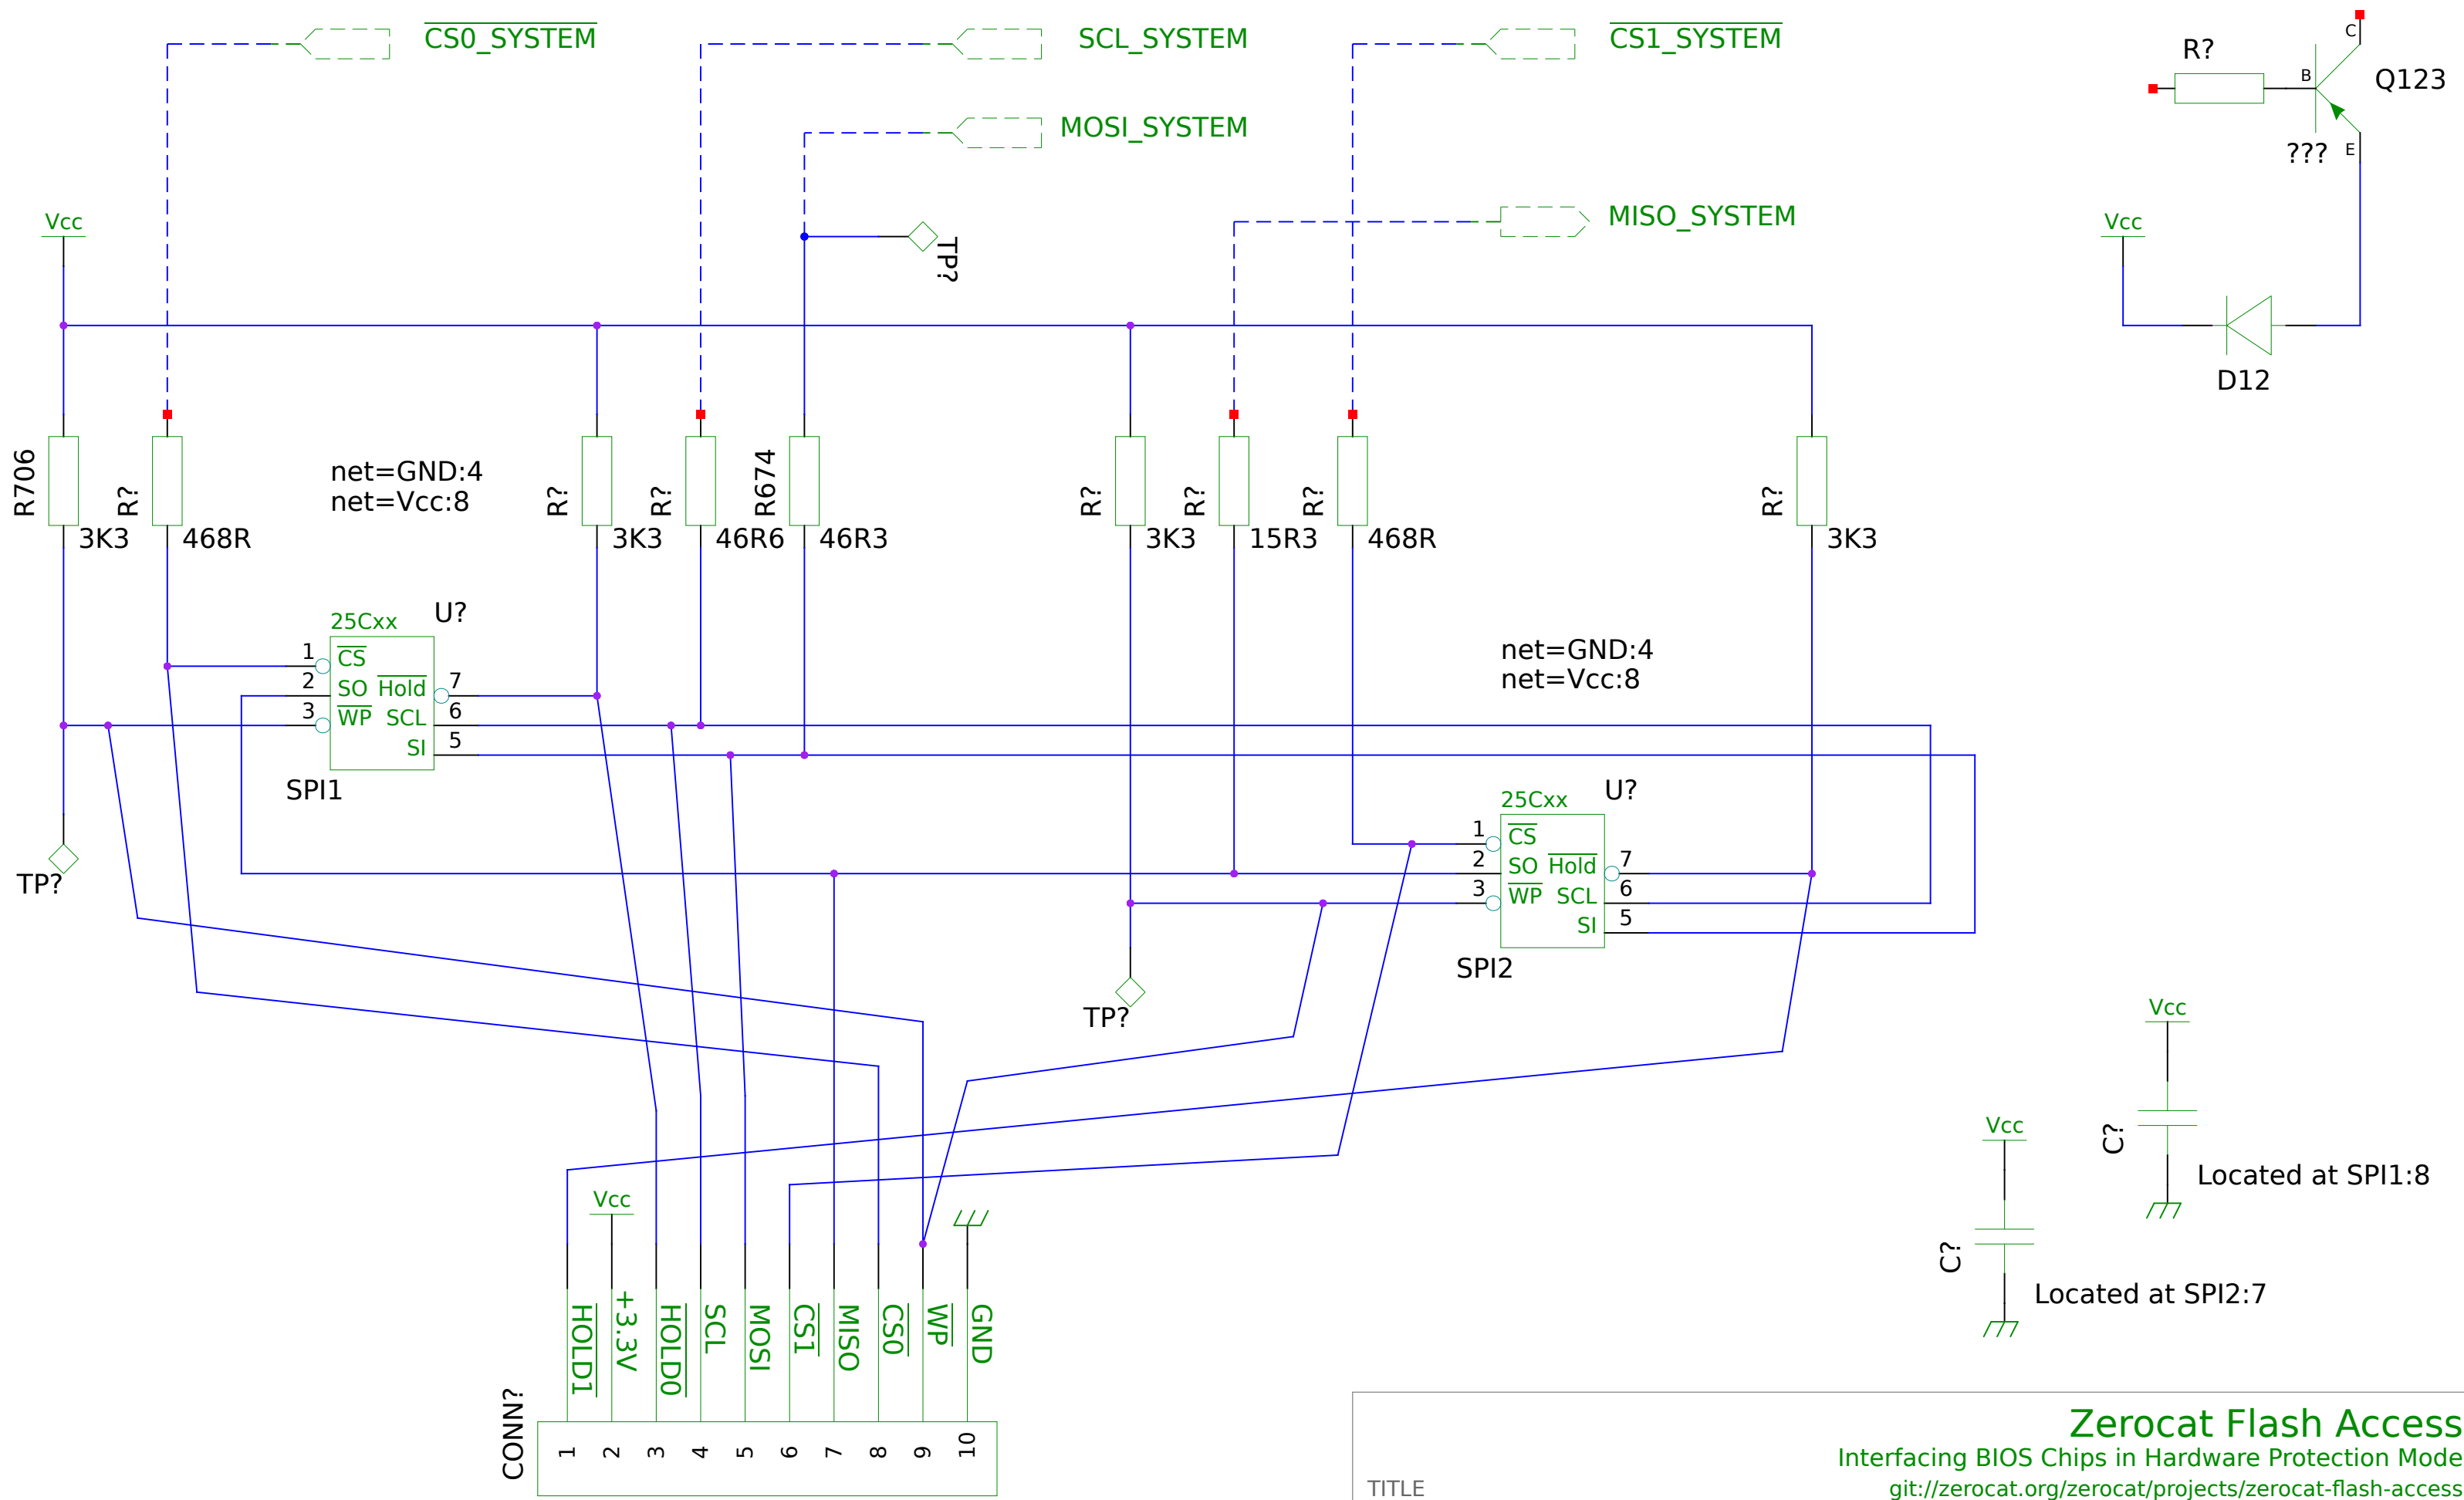 CS0_SYSTEM
SCL_SYSTEM
CS1_SYSTEM
C
R?
B
Q123
MOSI_SYSTEM
???
E
Vcc
MISO_SYSTEM
Vcc
TP?
D12
R706
3K3
R?
468R
net=GND:4
net=Vcc:8
R?
3K3
R?
46R6
R674
46R3
R?
3K3
R?
15R3
R?
468R
R?
3K3
25Cxx
U?
1
CS
2
SO
Hold
7
3
WP
SCL
6
SI
5
SPI1
net=GND:4
net=Vcc:8
25Cxx
U?
1
CS
2
SO
Hold
7
3
WP
SCL
6
SI
5
SPI2
TP?
TP?
Vcc
C?
Located at SPI1:8
Vcc
C?
Located at SPI2:7
Vcc
HOLD1
+3.3V
HOLD0
SCL
MOSI
CS1
MISO
CS0
WP
GND
CONN?
1
2
3
4
5
6
7
8
9
10
Zerocat Flash Access
Interfacing BIOS Chips in Hardware Protection Mode
TITLE
git://zerocat.org/zerocat/projects/zerocat-flash-access